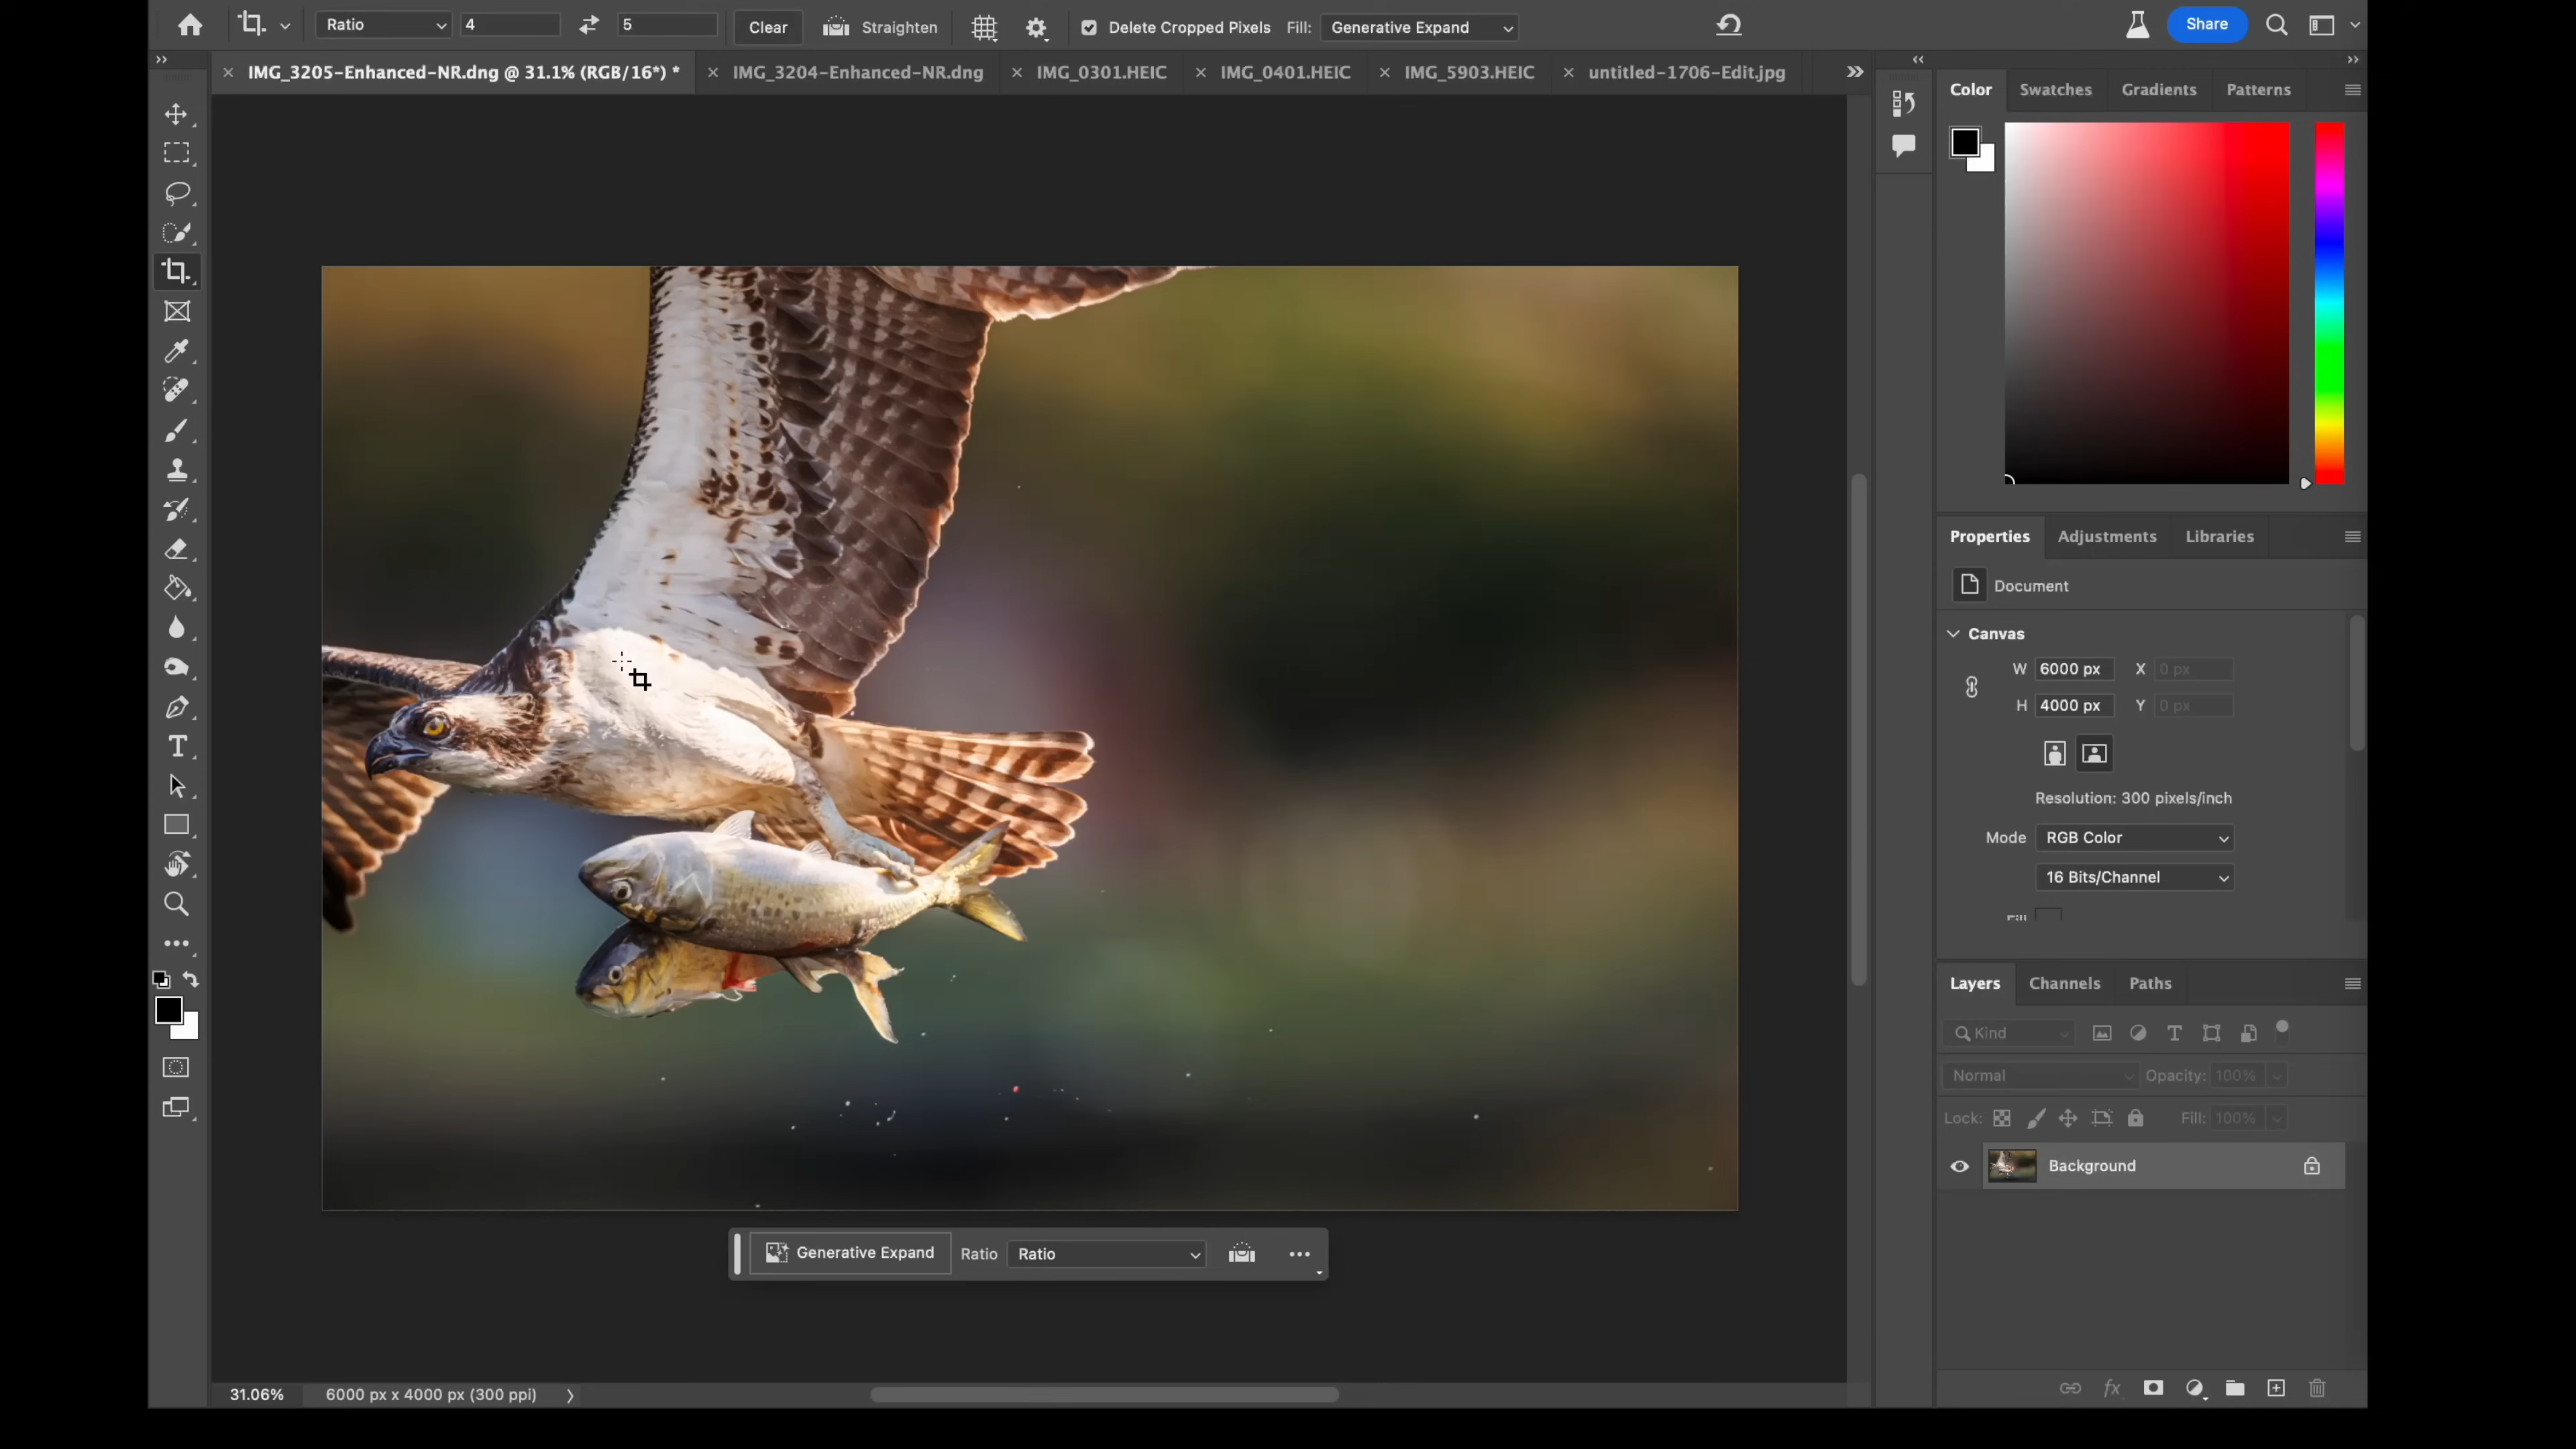 Ratio 4 5 Clear Straighten Delete Cropped Pixels Fill: Generative Expand Share
IMG_3205-Enhanced-NR.dng @ 31.1% (RGB/16*) * IMG_3204-Enhanced-NR.dng IMG_0301.HEIC IMG_0401.HEIC IMG_5903.HEIC untitled-1706-Edit.jpg
Color Swatches Gradients Patterns
Properties Adjustments Libraries
Document
Canvas
W 6000 px X 0 px
H 4000 px Y 0 px
Resolution: 300 pixels/inch
Mode RGB Color
16 Bits/Channel
Fill
Layers Channels Paths
Kind
Normal Opacity: 100%
Lock: Fill: 100%
Background
Generative Expand Ratio Ratio
31.06% 6000 px x 4000 px (300 ppi)